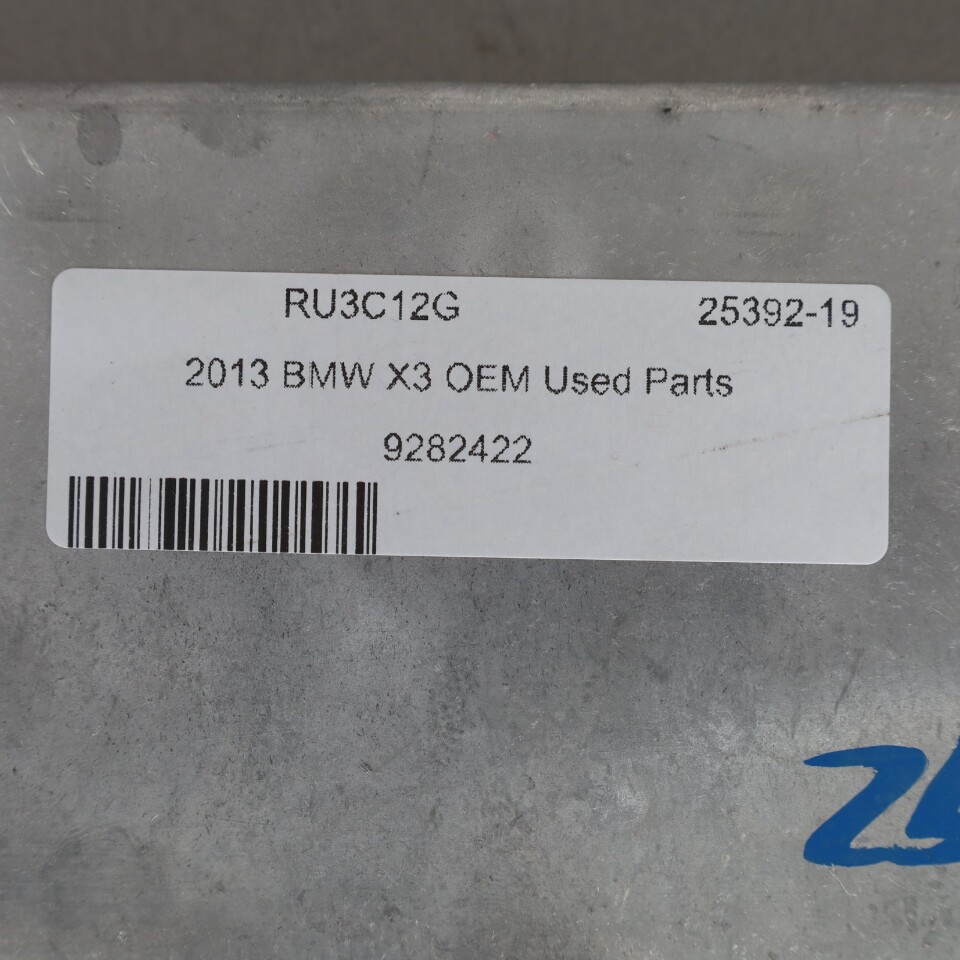 RU3C12G 25392-19
2013 BMW X3 OEM Used Parts
9282422